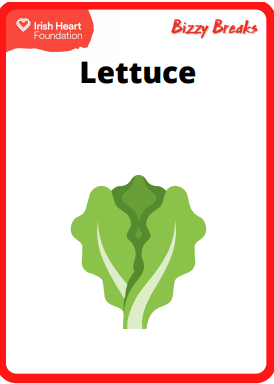 Irish Heart
Foundation
Bizzy Breaks
Lettuce